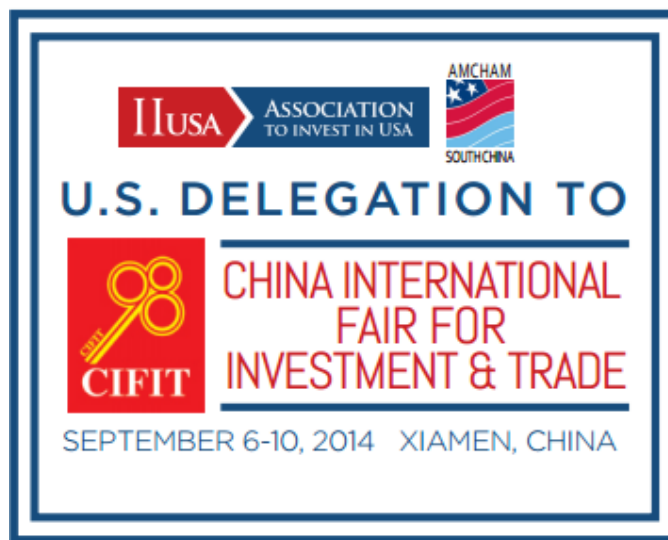 IIUSA ASSOCIATION TO INVEST IN USA
AMCHAM
SOUTH CHINA
U.S. DELEGATION TO
CIFIT
CIFIT
CHINA INTERNATIONAL
FAIR FOR
INVESTMENT & TRADE
SEPTEMBER 6-10, 2014 XIAMEN, CHINA